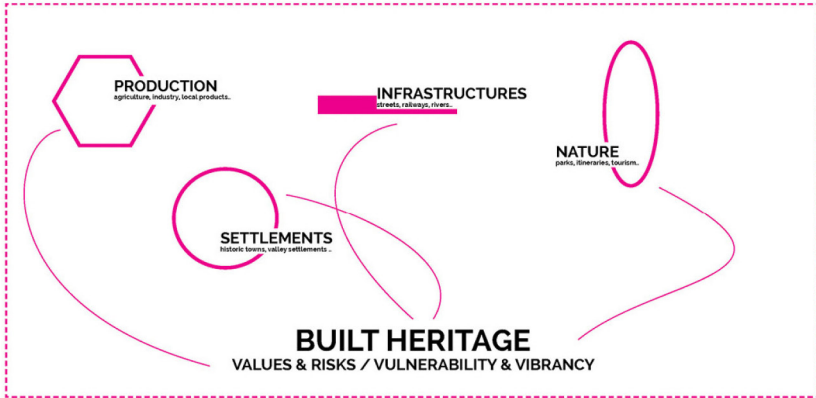 PRODUCTION
agriculture, industry, local products..
INFRASTRUCTURES
streets, railways, rivers..
NATURE
parks, itineraries, tourism..
SETTLEMENTS
historic towns, valley settlements ..
BUILT HERITAGE
VALUES & RISKS / VULNERABILITY & VIBRANCY